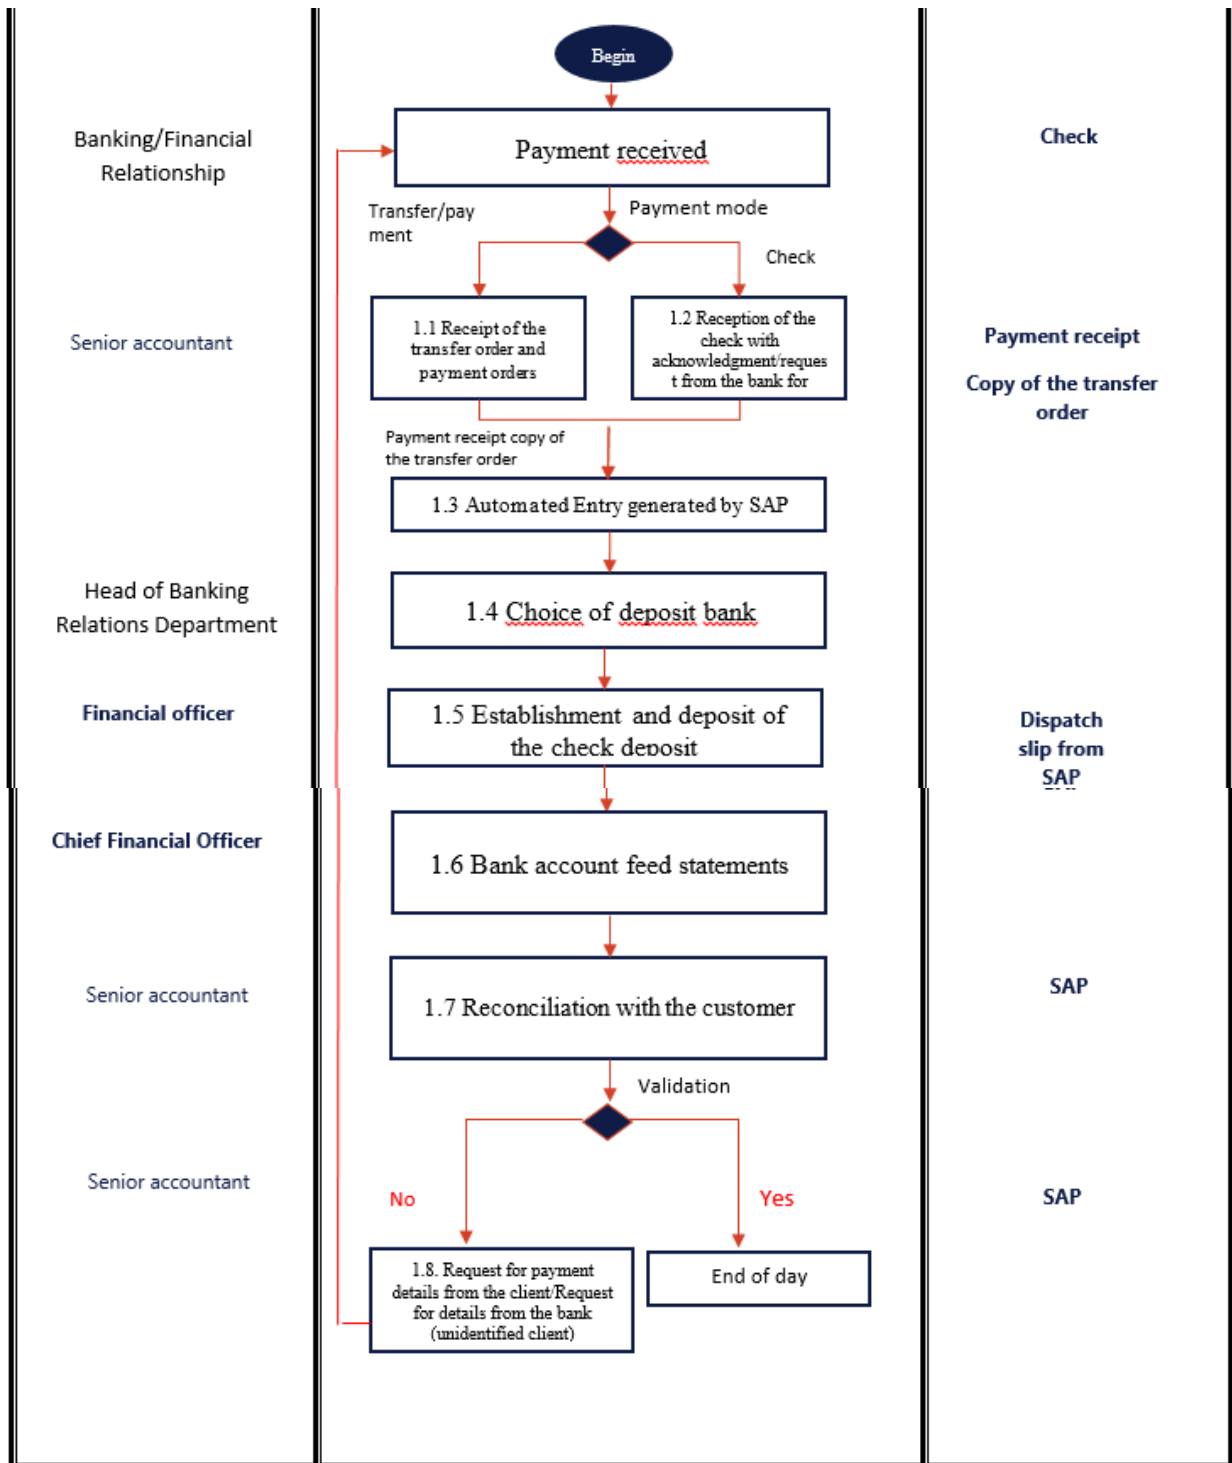 Begin
Banking/Financial
Relationship
Payment received
Check
Transfer/pay
ment
Payment mode
Check
Senior accountant
1.1 Receipt of the
transfer order and
payment orders
1.2 Reception of the
check with
acknowledgment/reques
t from the bank for
Payment receipt
Copy of the transfer
order
Payment receipt copy of
the transfer order
1.3 Automated Entry generated by SAP
Head of Banking
Relations Department
1.4 Choice of deposit bank
Financial officer
1.5 Establishment and deposit of
the check deposit
Dispatch
slip from
SAP
Chief Financial Officer
1.6 Bank account feed statements
Senior accountant
1.7 Reconciliation with the customer
SAP
Validation
Senior accountant
No
Yes
SAP
1.8. Request for payment
details from the client/Request
for details from the bank
(unidentified client)
End of day